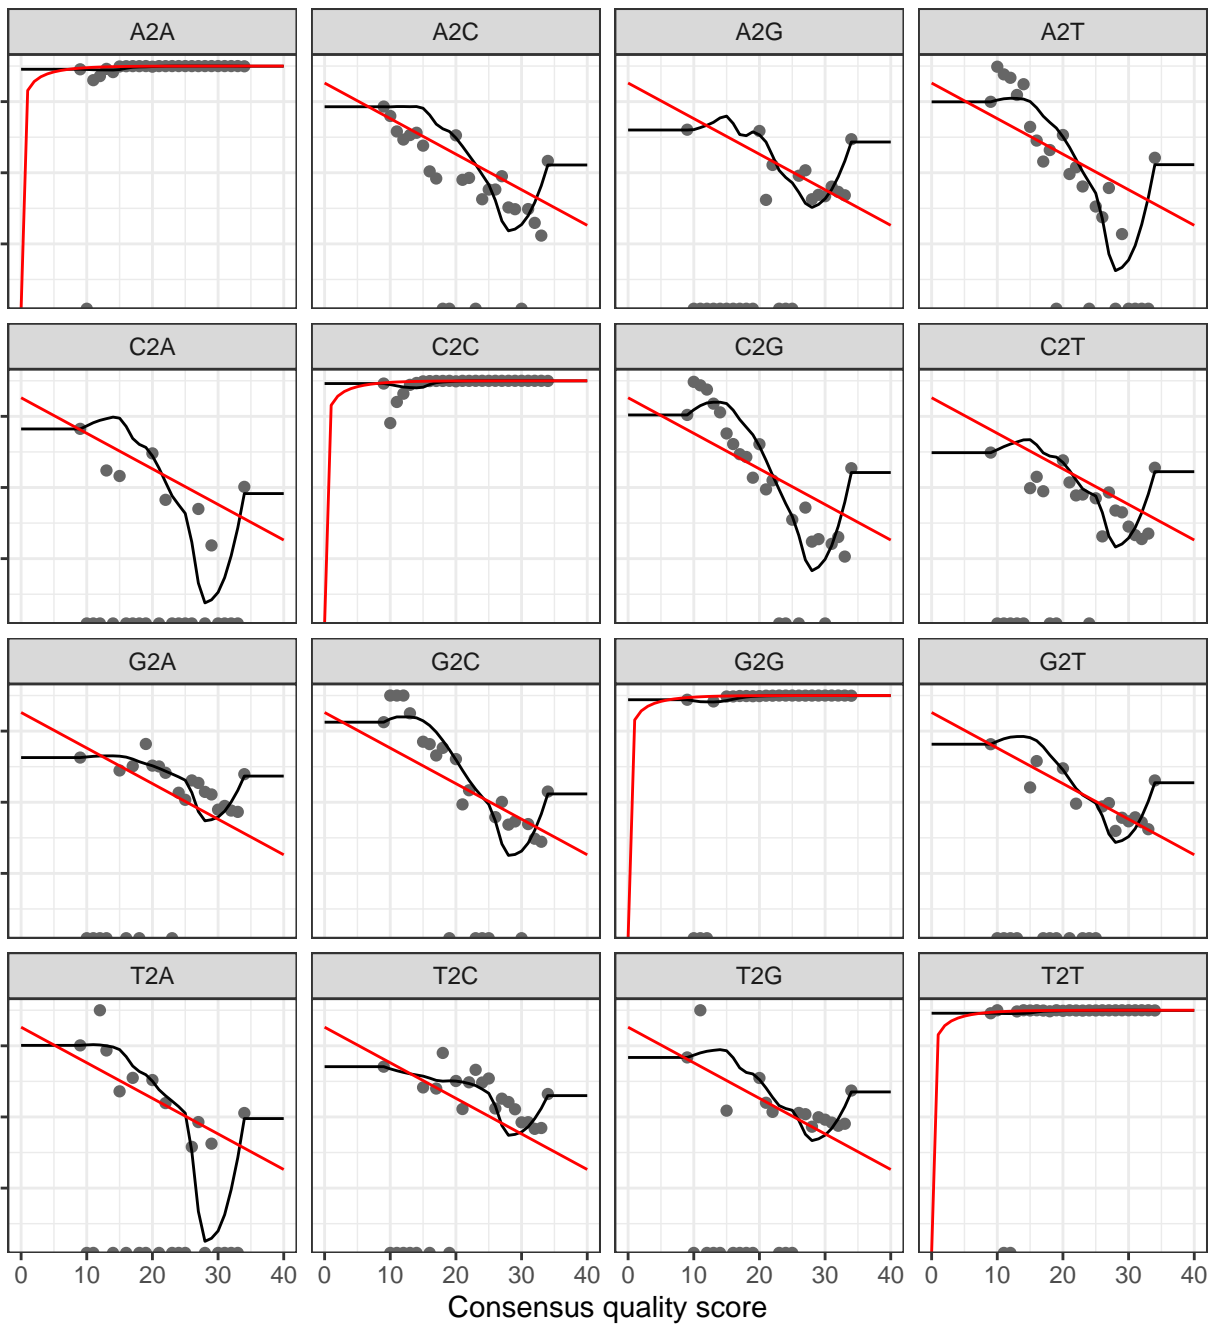 A2A A2C A2G A2T
C2A C2C C2G C2T
G2A G2C G2G G2T
T2A T2C T2G T2T
0 10 20 30 40 0 10 20 30 40 0 10 20 30 40 0 10 20 30 40
Consensus quality score